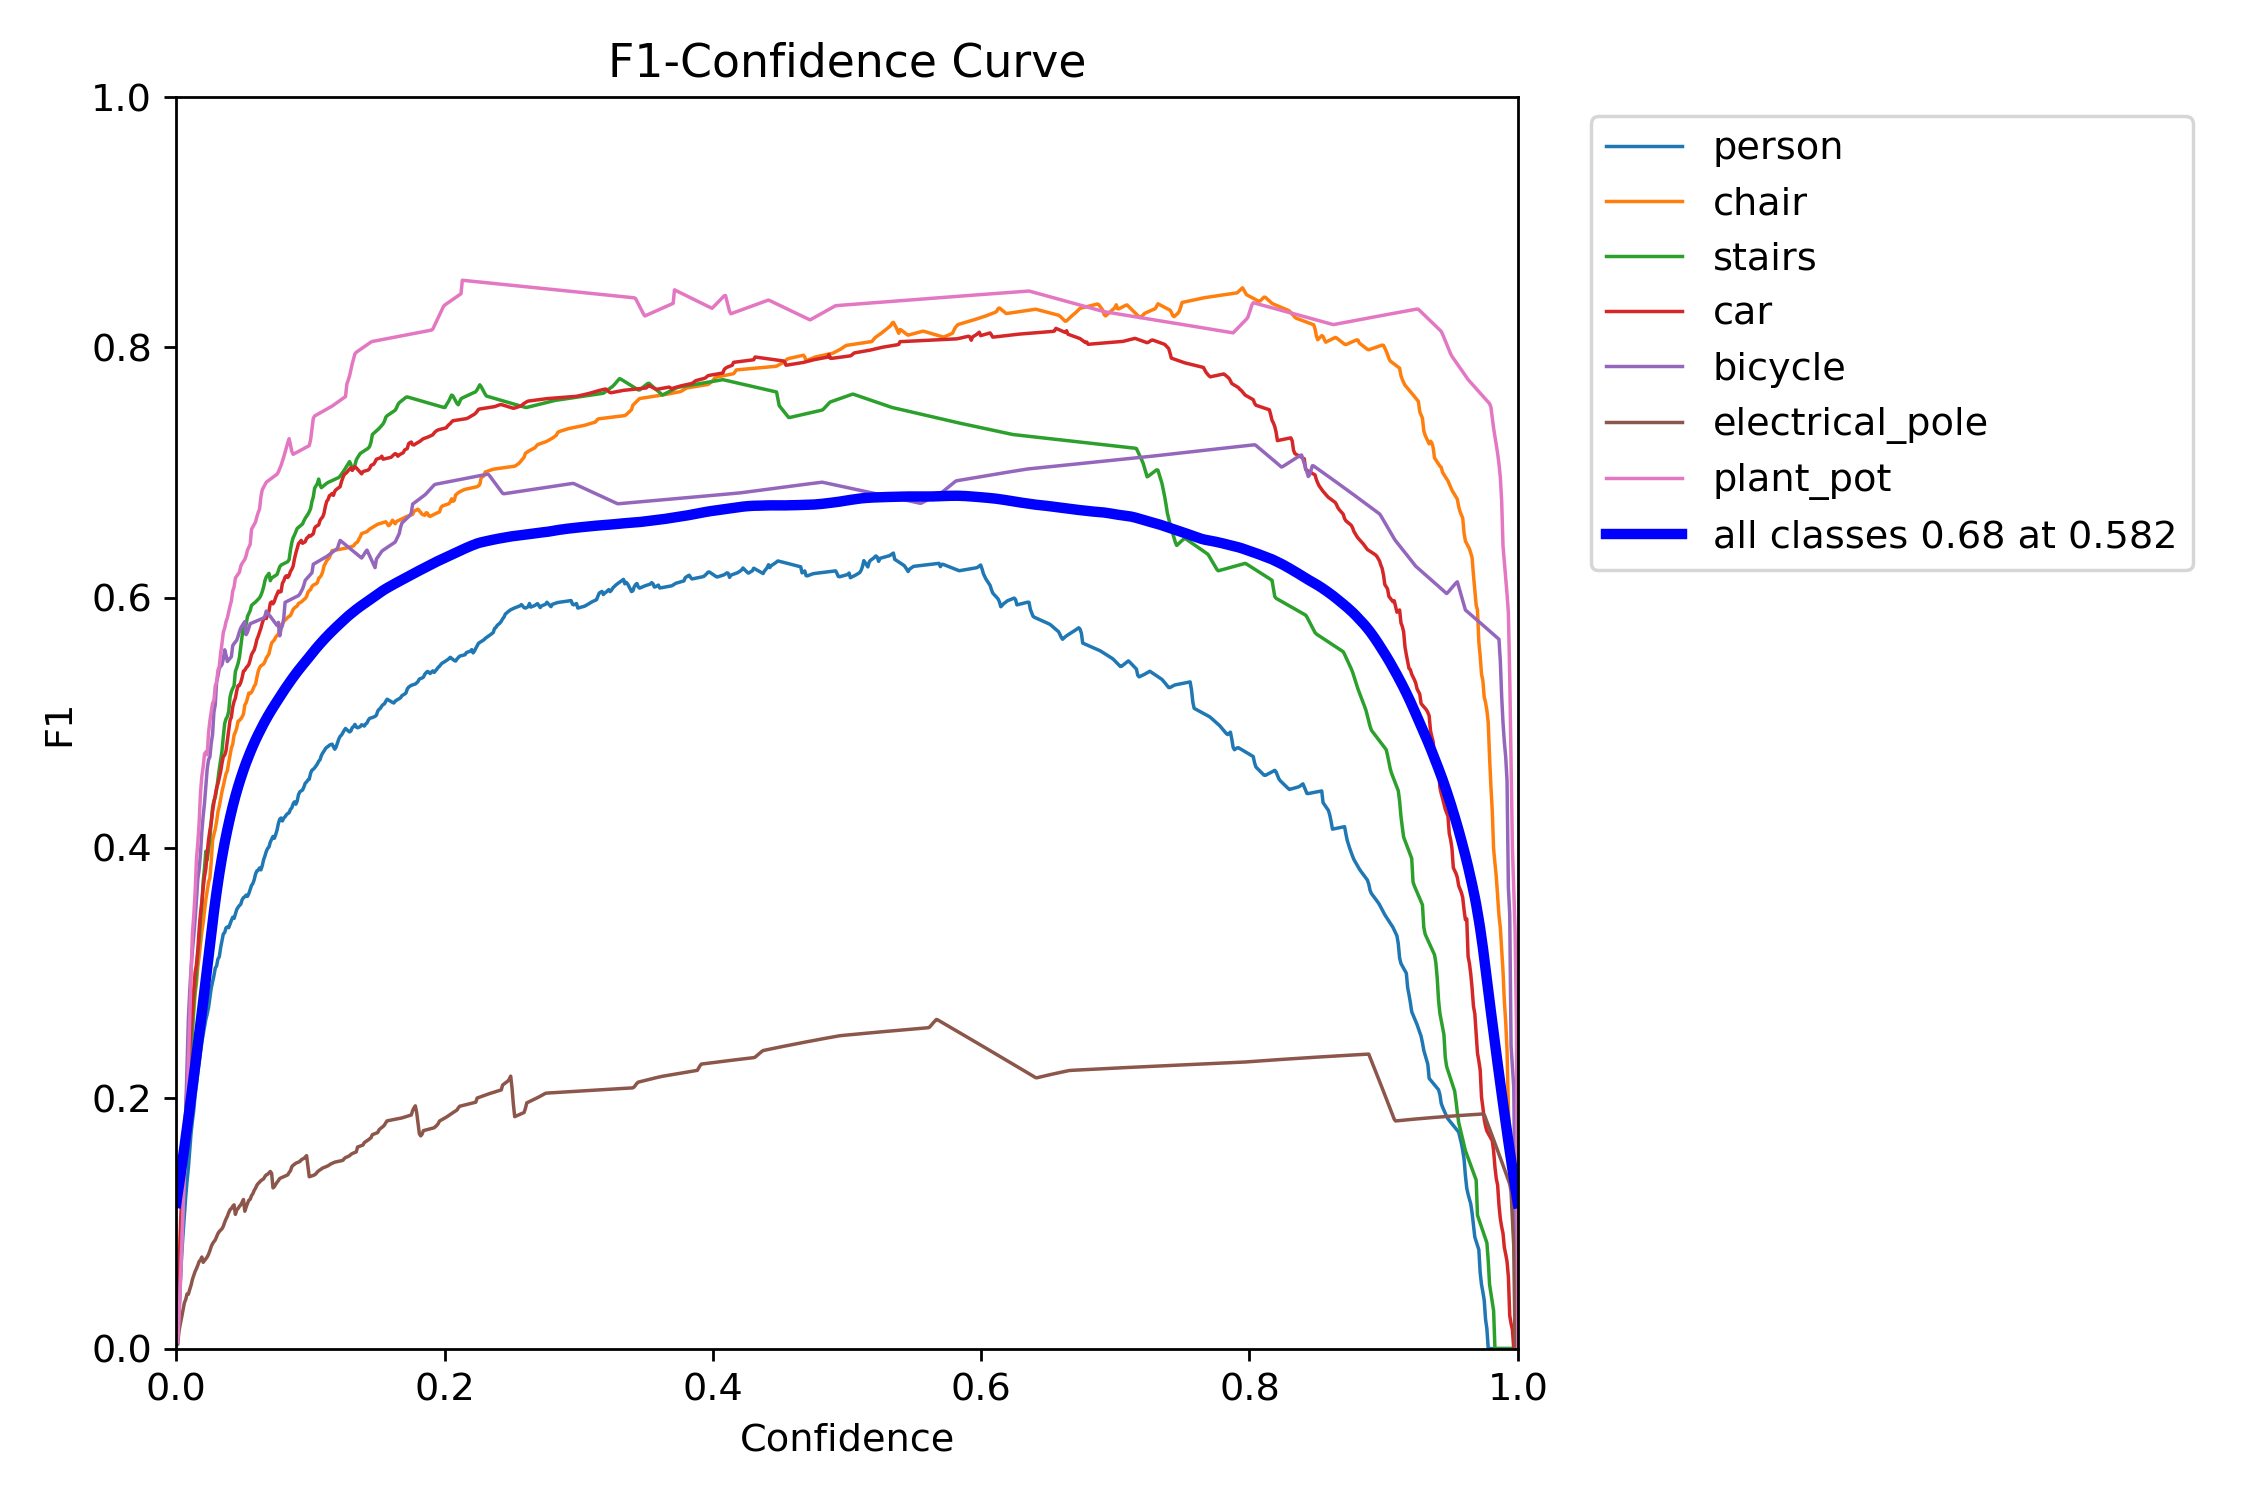 F1-Confidence Curve
1.0
0.8
0.6
0.4
0.2
0.0
F1
0.0 0.2 0.4 0.6 0.8 1.0
Confidence
person
chair
stairs
car
bicycle
electrical_pole
plant_pot
all classes 0.68 at 0.582